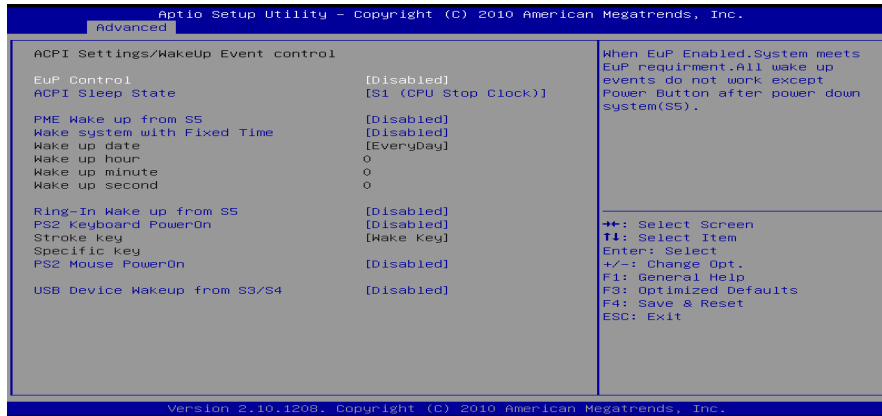 Aptio Setup Utility – Copyright (C) 2010 American Megatrends, Inc.
Advanced
ACPI Settings/WakeUp Event control
EuP Control [Disabled]
ACPI Sleep State [S1 (CPU Stop Clock)]
PME Wake up from S5 [Disabled]
Wake system with Fixed Time [Disabled]
Wake up date [EveryDay]
Wake up hour 0
Wake up minute 0
Wake up second 0
Ring-In Wake up from S5 [Disabled]
PS2 Keyboard PowerOn [Disabled]
Stroke key [Wake Key]
Specific key
PS2 Mouse PowerOn [Disabled]
USB Device Wakeup from S3/S4 [Disabled]
When EuP Enabled.System meets
EuP requirment.All wake up
events do not work except
Power Button after power down
system(S5).
→←: Select Screen
↑↓: Select Item
Enter: Select
+/-: Change Opt.
F1: General Help
F3: Optimized Defaults
F4: Save & Reset
ESC: Exit
Version 2.10.1208. Copyright (C) 2010 American Megatrends, Inc.